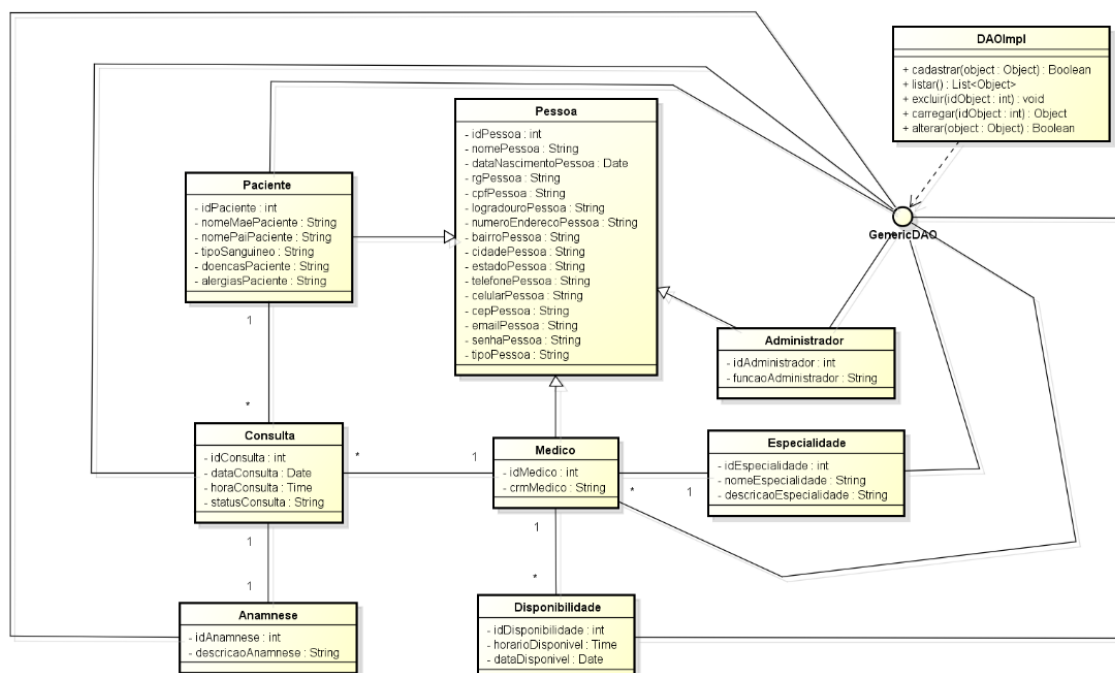 DAOImpl
+ cadastrar(object : Object) : Boolean
+ listar() : List<Object>
+ excluir(idObject : int) : void
+ carregar(idObject : int) : Object
+ alterar(object : Object) : Boolean
Pessoa
- idPessoa : int
- nomePessoa : String
- dataNascimentoPessoa : Date
- rgPessoa : String
- cpfPessoa : String
- logradouroPessoa : String
- numeroEnderecoPessoa : String
- bairroPessoa : String
- cidadePessoa : String
- estadoPessoa : String
- telefonePessoa : String
- celularPessoa : String
- cepPessoa : String
- emailPessoa : String
- senhaPessoa : String
- tipoPessoa : String
Paciente
- idPaciente : int
- nomeMaePaciente : String
- nomePaiPaciente : String
- tipoSanguineo : String
- doencasPaciente : String
- alergiasPaciente : String
GenericDAO
1
*
Administrador
- idAdministrador : int
- funcaoAdministrador : String
Consulta
- idConsulta : int
- dataConsulta : Date
- horaConsulta : Time
- statusConsulta : String
*
1
Medico
- idMedico : int
- crmMedico : String
*
1
Especialidade
- idEspecialidade : int
- nomeEspecialidade : String
- descricaoEspecialidade : String
1
1
1
*
Anamnese
- idAnamnese : int
- descricaoAnamnese : String
Disponibilidade
- idDisponibilidade : int
- horarioDisponivel : Time
- dataDisponivel : Date